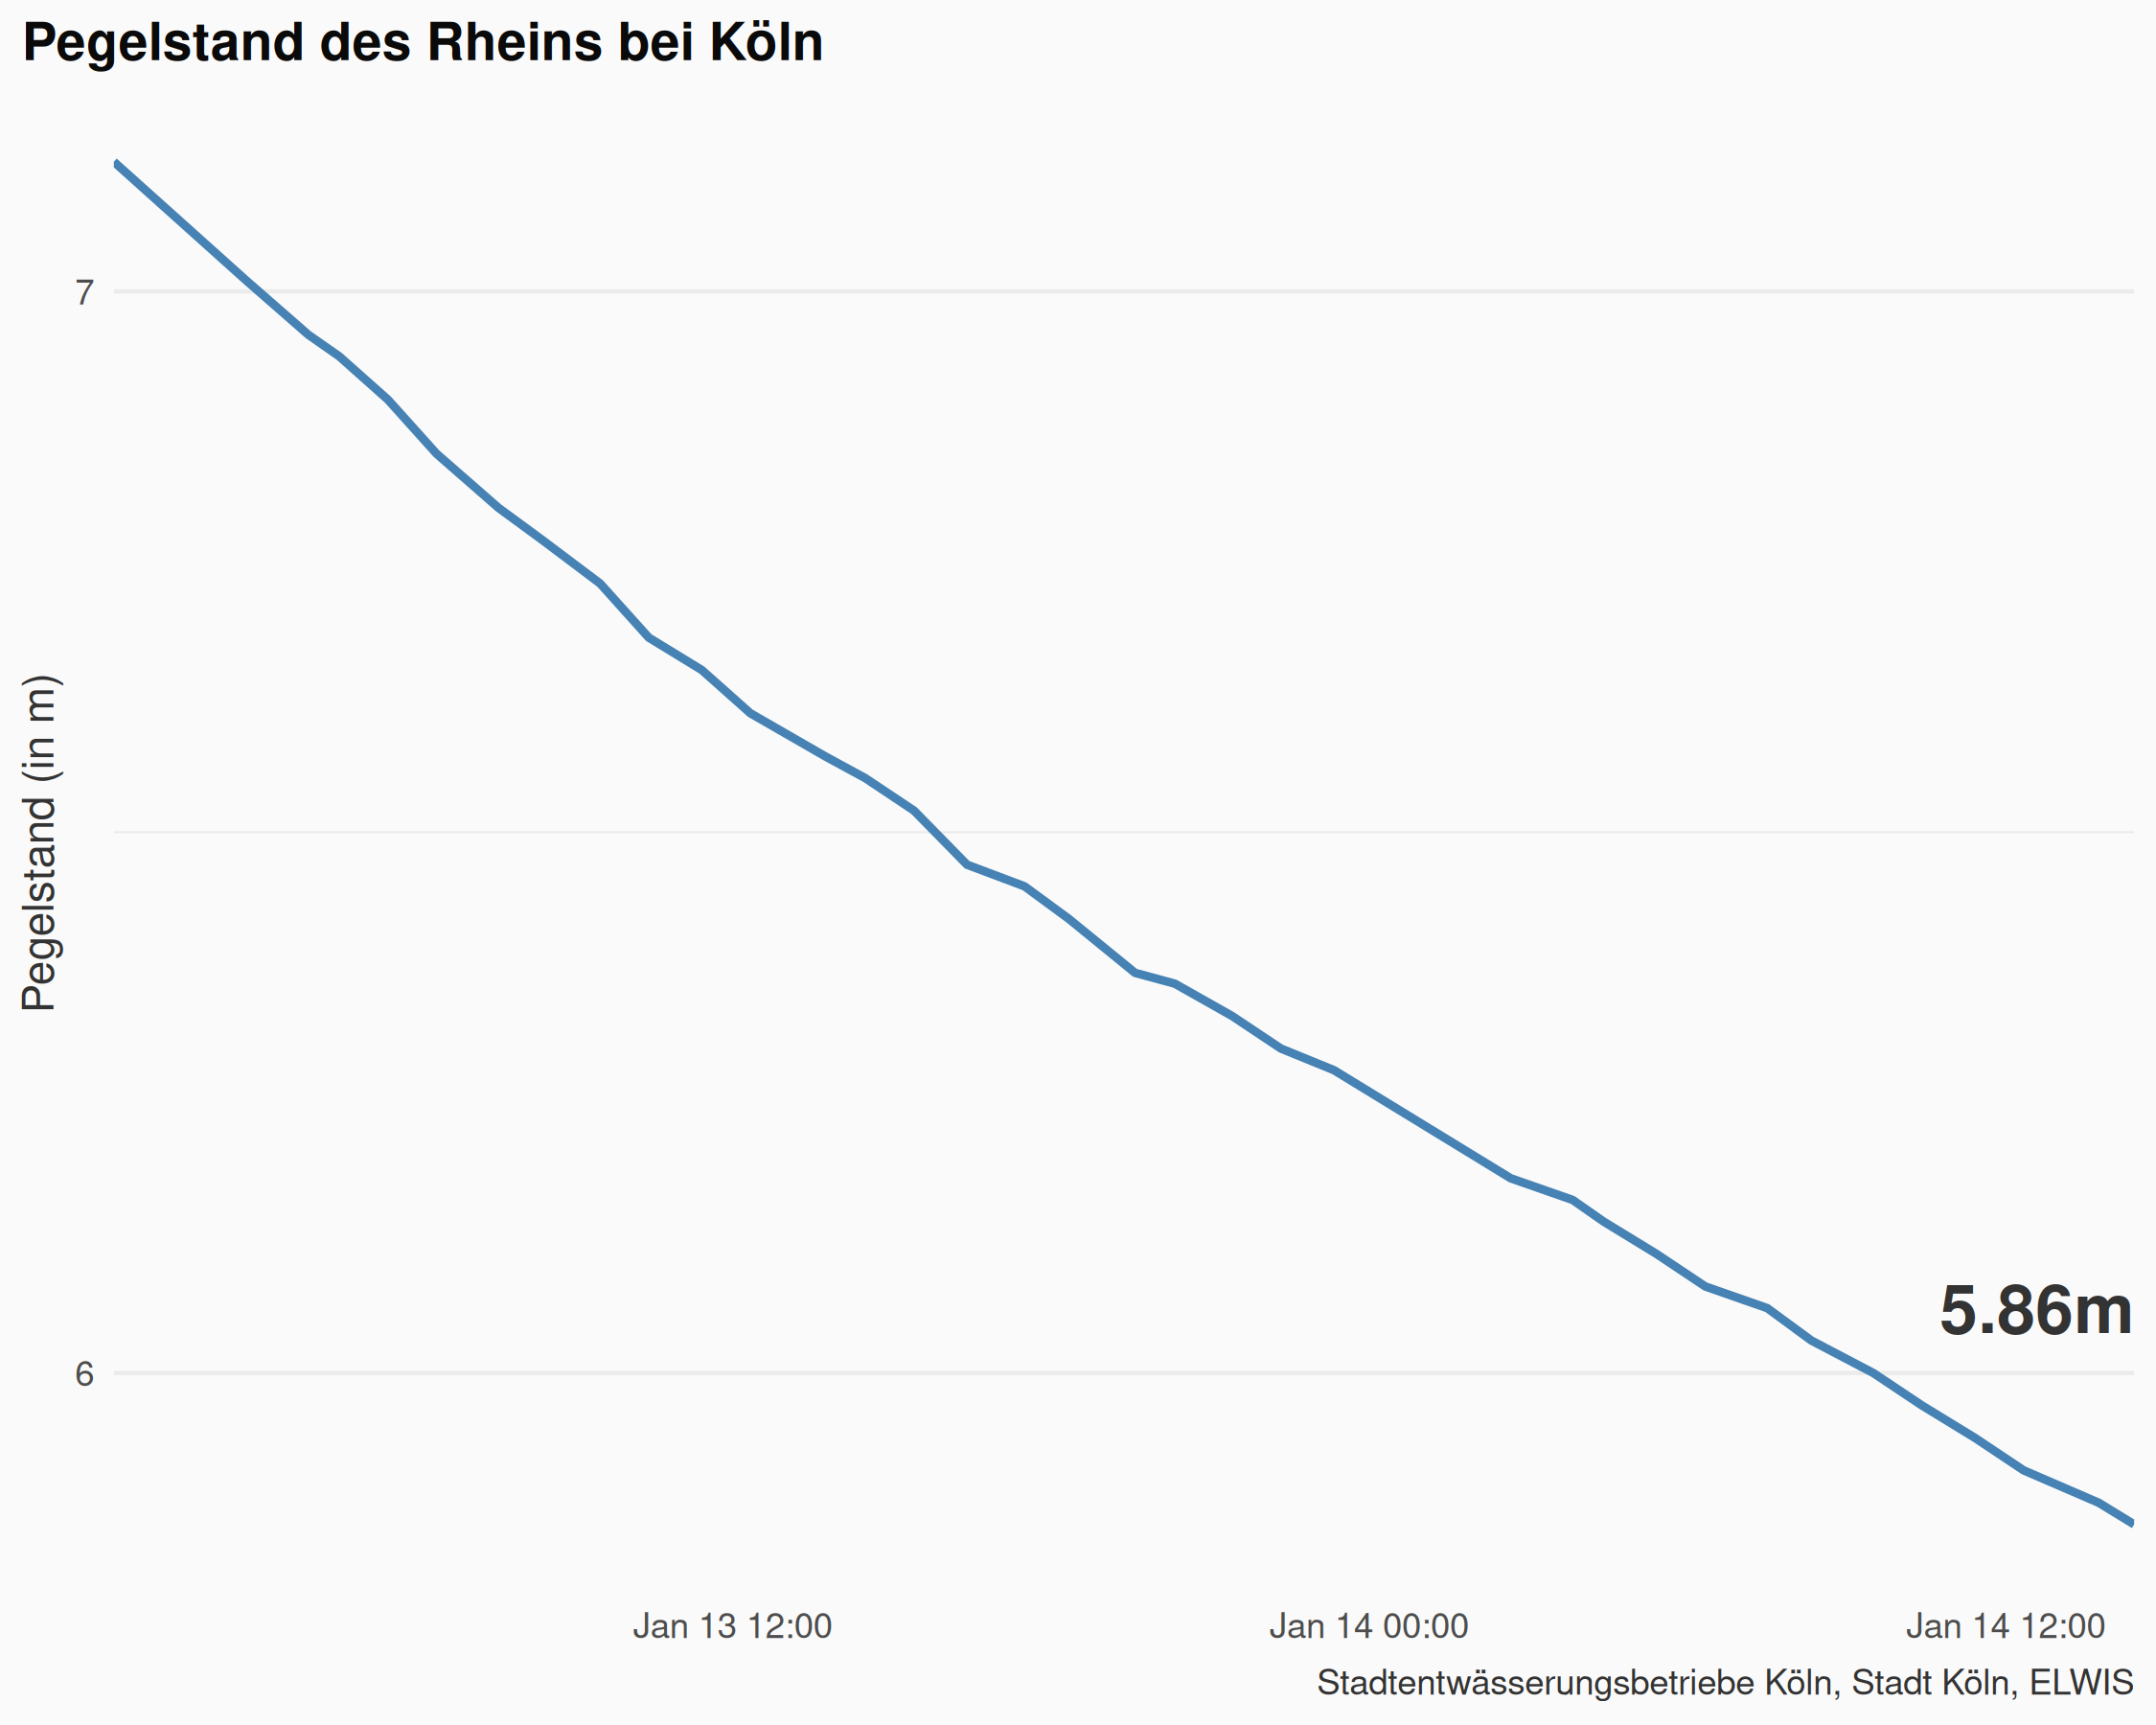 Pegelstand des Rheins bei Köln
Pegelstand (in m)
7
6
5.86m
Jan 13 12:00
Jan 14 00:00
Jan 14 12:00
Stadtentwässerungsbetriebe Köln, Stadt Köln, ELWIS